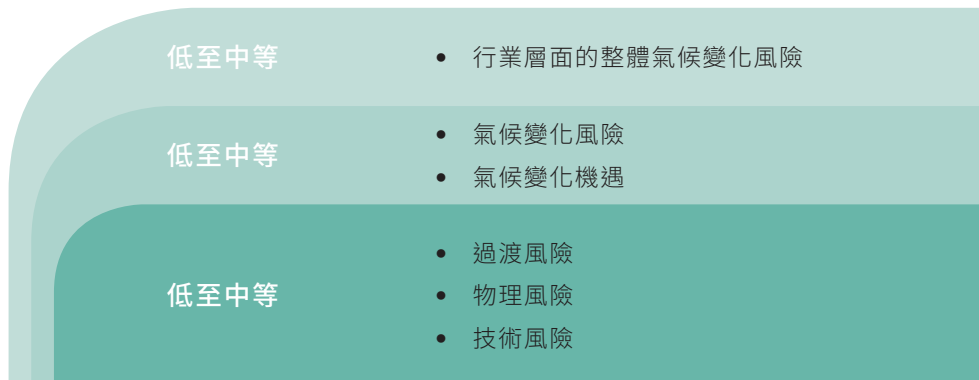 低至中等
• 行業層面的整體氣候變化風險
低至中等
• 氣候變化風險
• 氣候變化機遇
低至中等
• 過渡風險
• 物理風險
• 技術風險